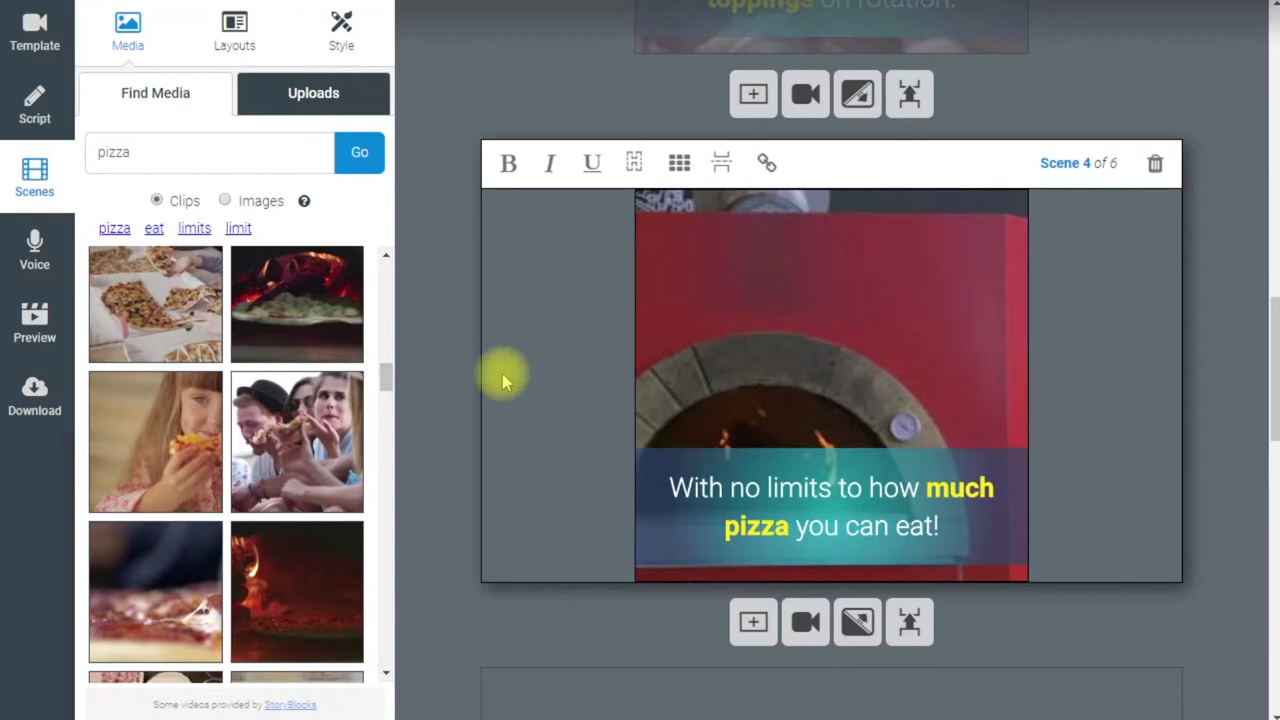 Template
Script
Scenes
Voice
Preview
Download
Media
Layouts
Style
Find Media
Uploads
pizza
Go
Clips
Images
?
pizza
eat
limits
limit
Some videos provided by StoryBlocks
toppings on rotation.
B
I
U
H
Scene 4 of 6
With no limits to how much
pizza you can eat!